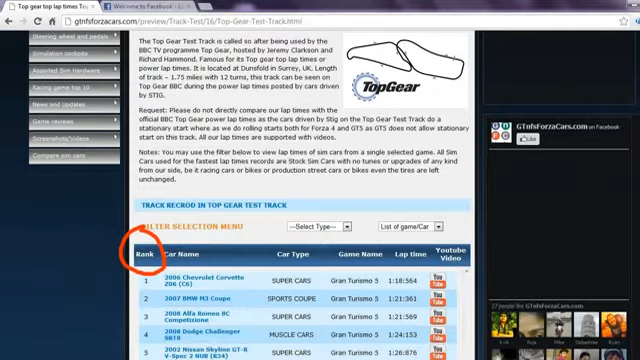 Top gear top lap times Top
Welcome to Facebook - L
gtnfsforzacars.com/preview/Track-Test/16/Top-Gear-Test-Track.html
Steering wheel and pedals
Simulation cockpits
Assorted Sim Hardware
Racing game top 10
News and Updates
Game reviews
Screenshots/Videos
Compare sim cars
The Top Gear Test Track is called so after being used by the
BBC TV programme Top Gear, hosted by Jeremy Clarkson and
Richard Hammond. Famous for its Top gear top lap times or
power lap times. It is located at Dunsfold in Surrey, UK. Length
of track – 1.75 miles with 12 turns, this track can be seen on
Top Gear BBC during the power lap times posted by cars driven
by STIG.
TopGear
Request: Please do not directly compare our lap times with the
official BBC Top Gear lap times as the cars driven by Stig on the Top Gear Track do a
stationary start where as we do rolling starts both for Forza 4 and GT5 as GT5 does not allow stationary
start on this track. All our lap times are supported with videos.
Notes: You may use the filter below to view lap times of sim cars from a single selected game. All Sim
Cars used for the fastest lap times records are Stock Sim Cars with no tunes or upgrades of any kind
from our side, be it racing cars or bikes or production street cars or bikes even the tires are left
unchanged.
TRACK RECROD IN TOP GEAR TEST TRACK
FILTER SELECTION MENU
---Select Type---
List of game/Car
Rank Car Name Car Type Game Name Lap time Youtube Video
1 2006 Chevrolet Corvette Z06 (C6) SUPER CARS Gran Turismo 5 1:18:564 You Tube
2 2007 BMW M3 Coupe SPORTS COUPE Gran Turismo 5 1:21:361 You Tube
3 2008 Alfa Romeo 8C Competizione SUPER CARS Gran Turismo 5 1:21:361 You Tube
4 2008 Dodge Challenger SRT8 MUSCLE CARS Gran Turismo 5 1:24:153 You Tube
5 2002 Nissan Skyline GT-R V-Spec 2 NUR (R34) SUPER CARS Gran Turismo 5 1:26:876 You Tube
GTnfsForzaCars.com on Facebook
Like
27 people like GTnfsForzaCars.com